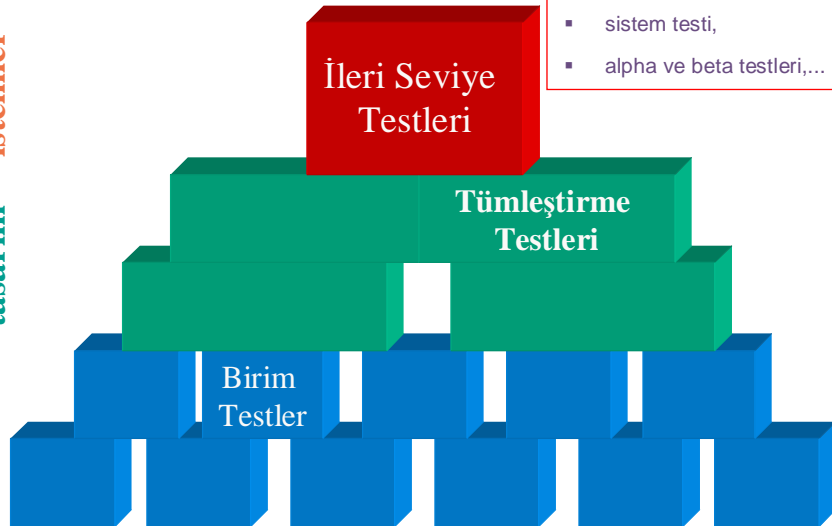 ▪ sistem testi,
▪ alpha ve beta testleri,...
İleri Seviye
Testleri
Tümleştirme
Testleri
Birim
Testler